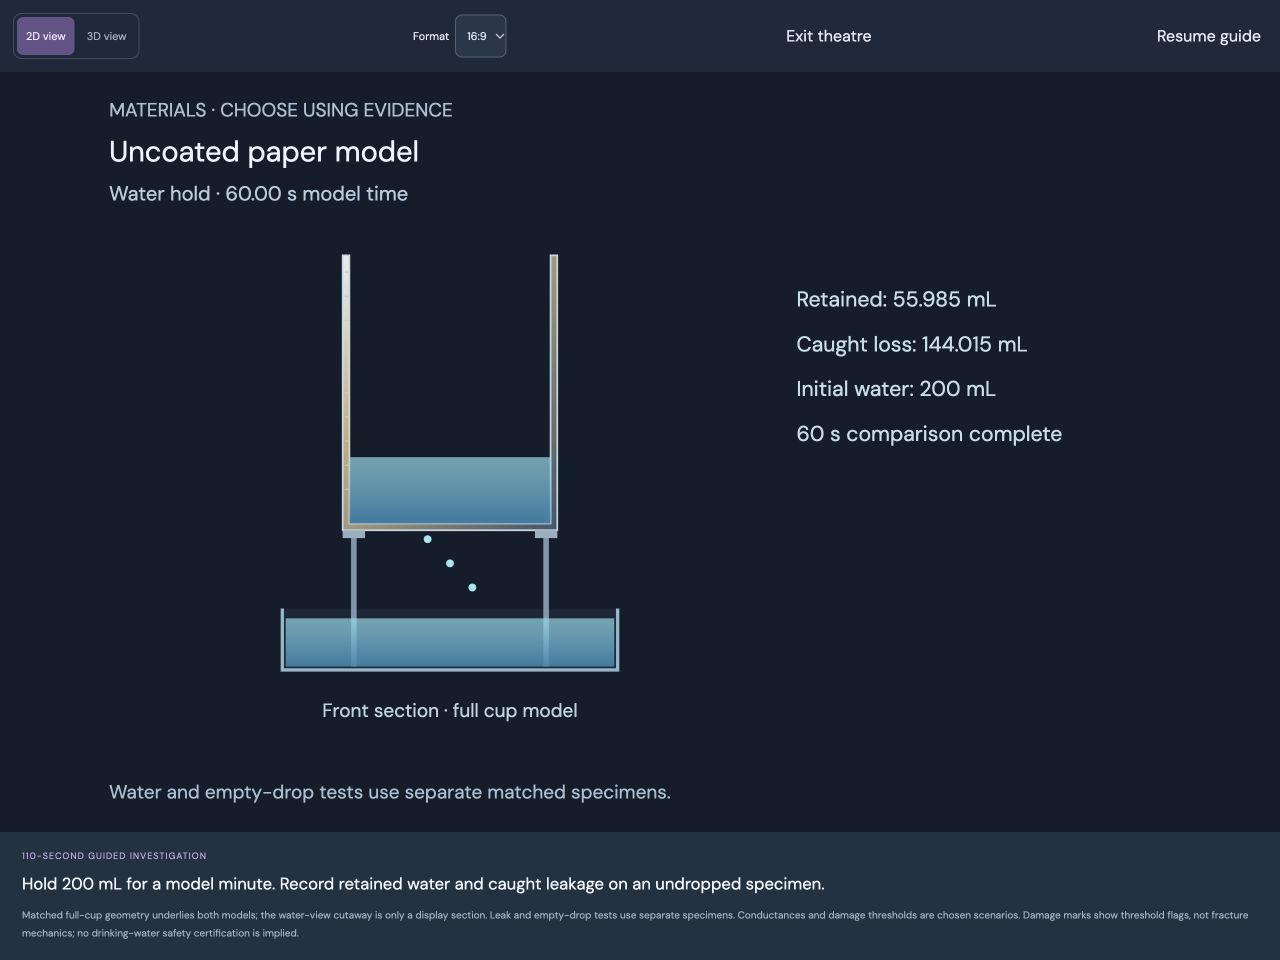 2D view
3D view
Format
16:9
Exit theatre
Resume guide
MATERIALS · CHOOSE USING EVIDENCE
Uncoated paper model
Water hold · 60.00 s model time
Retained: 55.985 mL
Caught loss: 144.015 mL
Initial water: 200 mL
60 s comparison complete
Front section · full cup model
Water and empty-drop tests use separate matched specimens.
110-SECOND GUIDED INVESTIGATION
Hold 200 mL for a model minute. Record retained water and caught leakage on an undropped specimen.
Matched full-cup geometry underlies both models; the water-view cutaway is only a display section. Leak and empty-drop tests use separate specimens. Conductances and damage thresholds are chosen scenarios. Damage marks show threshold flags, not fracture
mechanics; no drinking-water safety certification is implied.